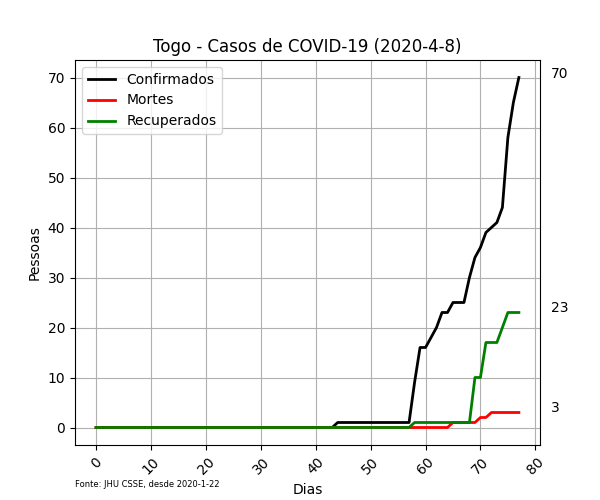 Togo - Casos de COVID-19 (2020-4-8)
Confirmados
Mortes
Recuperados
Pessoas
70
60
50
40
30
20
10
0
70
23
3
0
10
20
30
40
50
60
70
80
Fonte: JHU CSSE, desde 2020-1-22
Dias